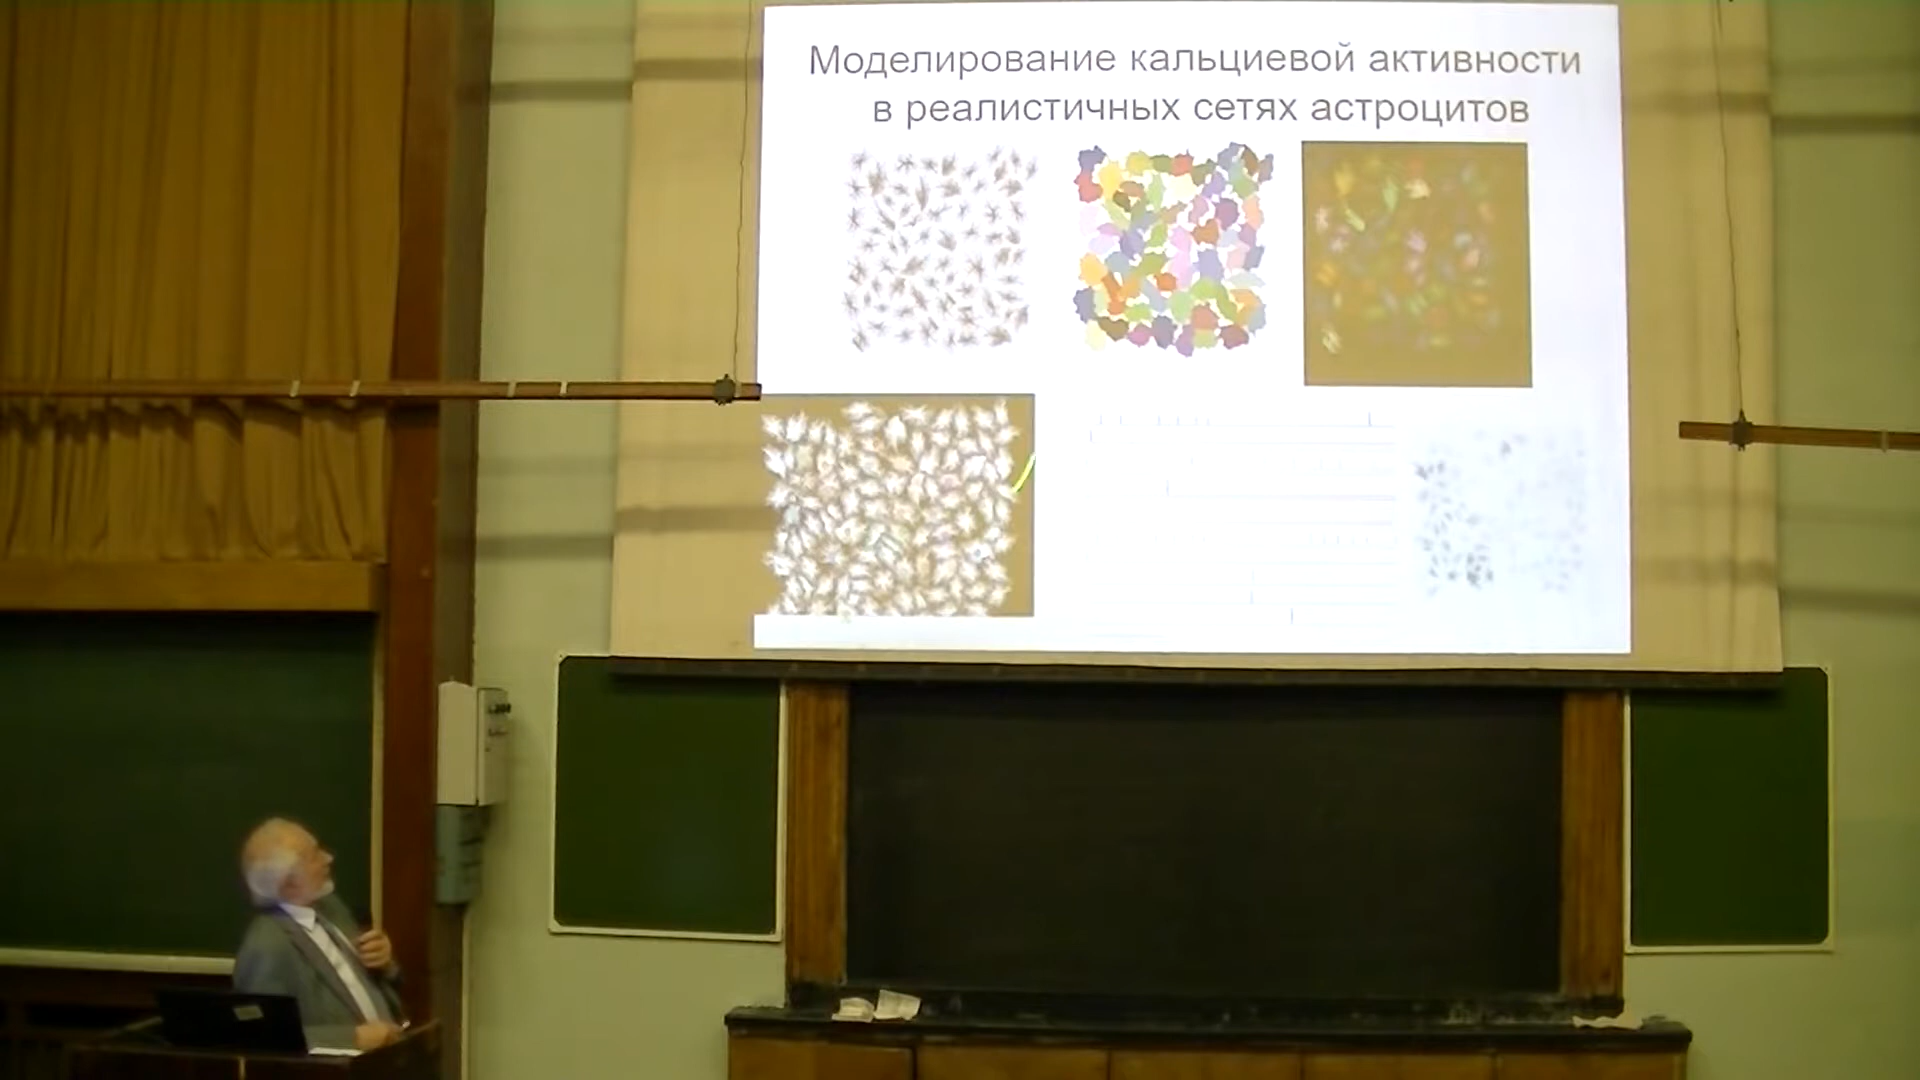 Моделирование кальциевой активности
в реалистичных сетях астроцитов